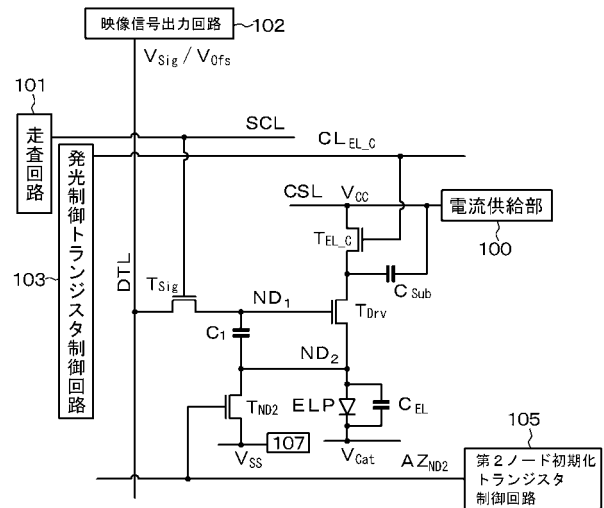 映像信号出力回路
102
VSig / VOfs
101
走査回路
SCL
CLEL_C
発光制御トランジスタ制御回路
103
CSL
VCC
電流供給部
100
TEL_C
CSub
DTL
TSig
ND1
TDrv
C1
ND2
TND2
ELP
CEL
VSS
107
VCat
105
AZND2
第2ノード初期化
トランジスタ
制御回路